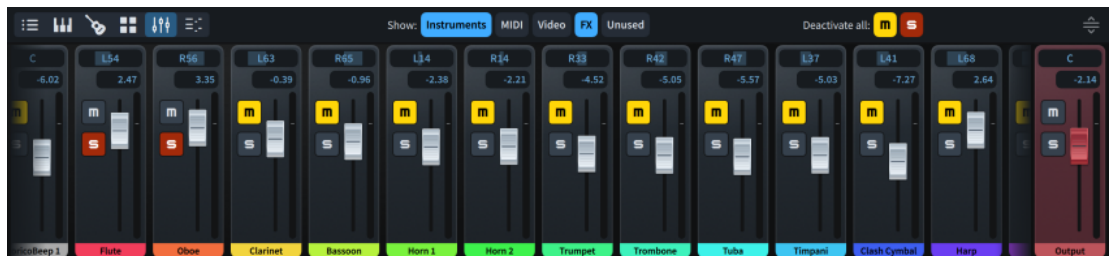 Show: Instruments MIDI Video FX Unused Deactivate all: m s
C L54 R56 L63 R65 L14 R14 R33 R42 R47 L37 L41 L68 C
-6.02 2.47 3.35 -0.39 -0.96 -2.38 -2.21 -4.52 -5.05 -5.57 -5.03 -7.27 2.64 -2.14
m m m m m m m m m m m m m m
s s s s s s s s s s s s s s
Flute Oboe Clarinet Bassoon Horn 1 Horn 2 Trumpet Trombone Tuba Timpani Clash Cymbal Harp Output